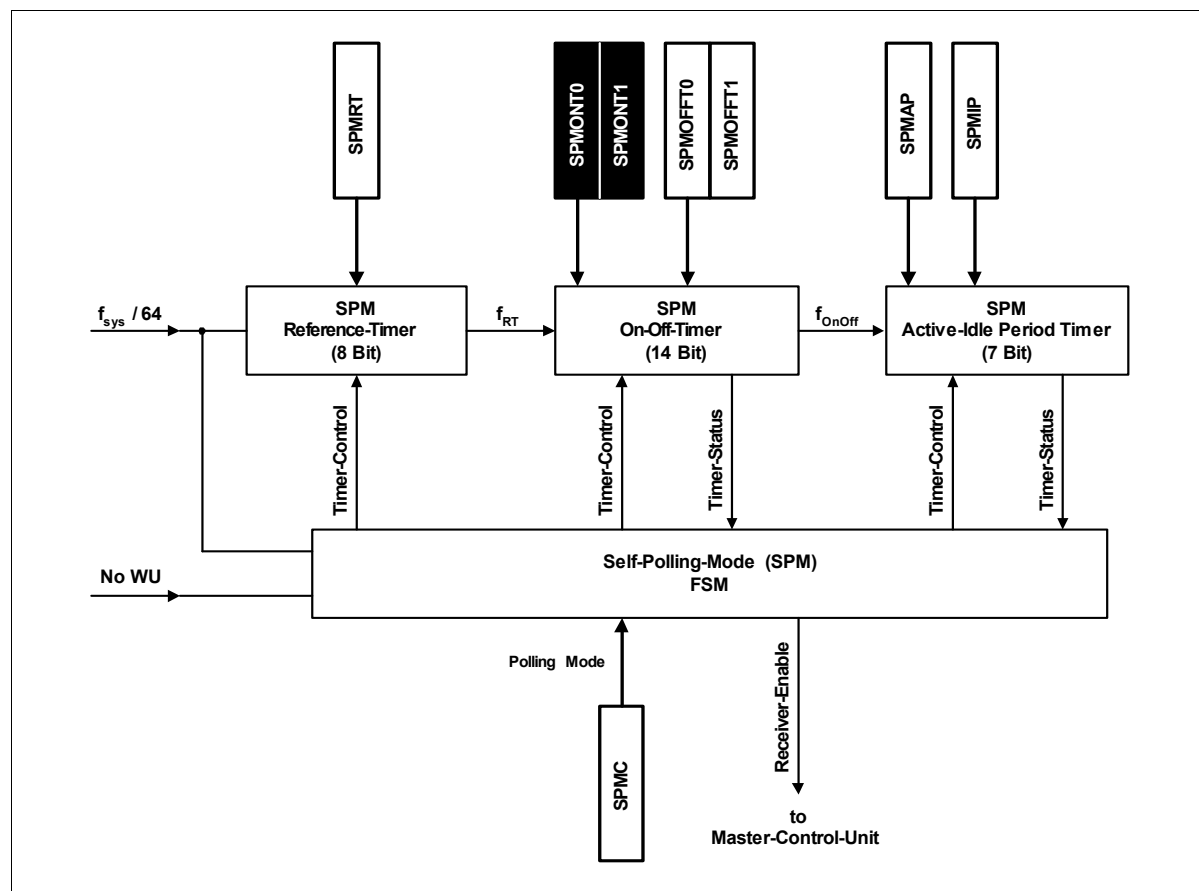 SPMRT
SPMONT0
SPMONT1
SPMOFFT0
SPMOFFT1
SPMAP
SPMIP
fsys / 64
SPM
Reference-Timer
(8 Bit)
fRT
SPM
On-Off-Timer
(14 Bit)
fOnOff
SPM
Active-Idle Period Timer
(7 Bit)
Timer-Control
Timer-Control
Timer-Status
Timer-Control
Timer-Status
No WU
Self-Polling-Mode (SPM)
FSM
Polling Mode
SPMC
Receiver-Enable
to
Master-Control-Unit